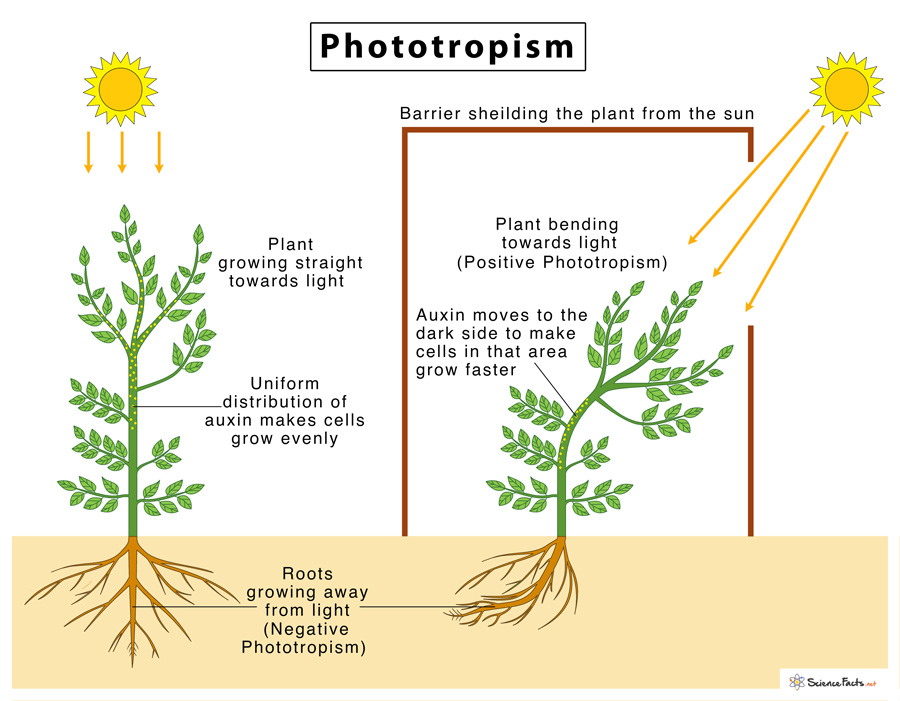 Phototropism
Barrier sheilding the plant from the sun
Plant
growing straight
towards light
Plant bending
towards light
(Positive Phototropism)
Auxin moves to the
dark side to make
cells in that area
grow faster
Uniform
distribution of
auxin makes cells
grow evenly
Roots
growing away
from light
(Negative
Phototropism)
ScienceFacts.net